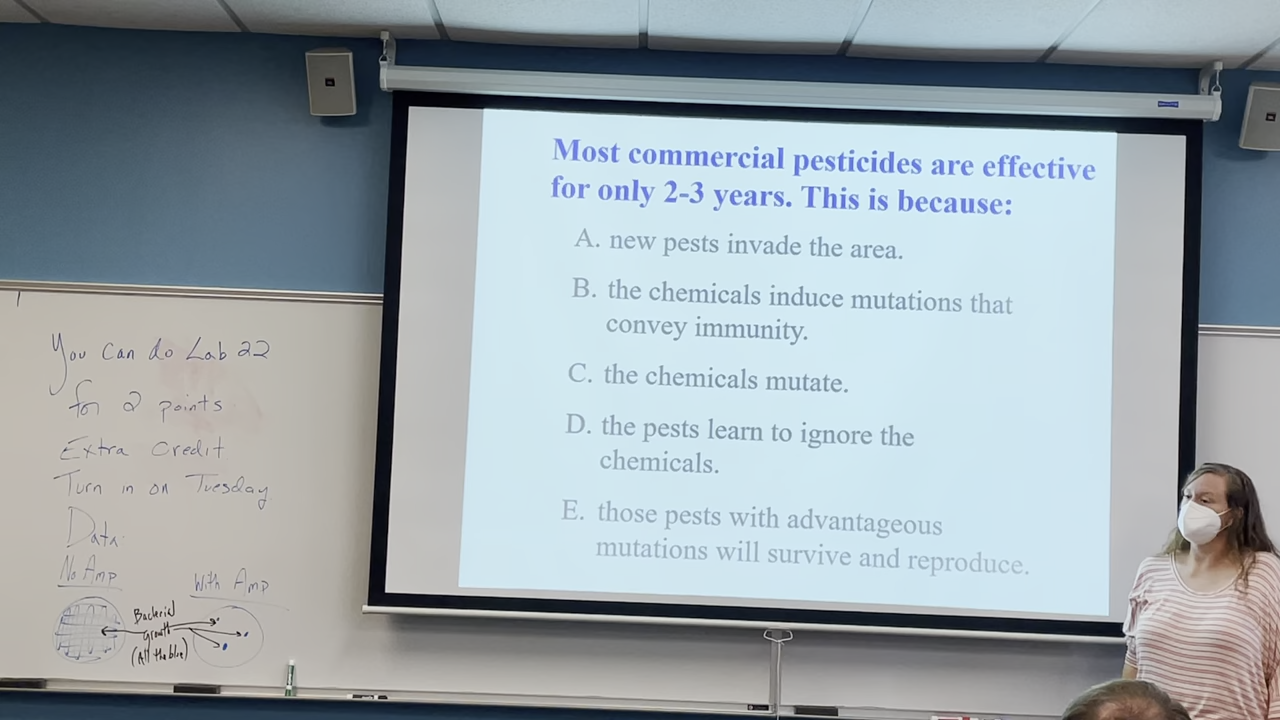 Most commercial pesticides are effective
for only 2-3 years. This is because:
A. new pests invade the area.
B. the chemicals induce mutations that
convey immunity.
C. the chemicals mutate.
D. the pests learn to ignore the
chemicals.
E. those pests with advantageous
mutations will survive and reproduce.
You can do Lab 22
for 2 points
Extra Credit
Turn in on Tuesday
Data:
No Amp
With Amp
Bacterial
Growth
(All the blue)